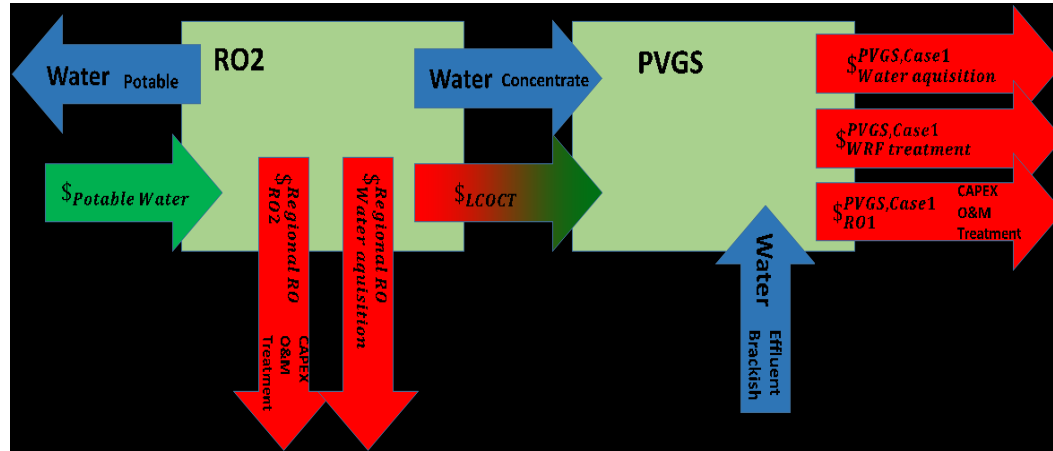 RO2
PVGS
Water Potable
Water Concentrate
$Potable Water
$LCOCT
$PVGS,Case1
Water aquisition
$PVGS,Case1
WRF treatment
$PVGS,Case1
RO1
CAPEX
O&M
Treatment
$Regional RO
RO2
CAPEX
O&M
Treatment
$Regional RO
Water aquisition
Water
Effluent
Brackish